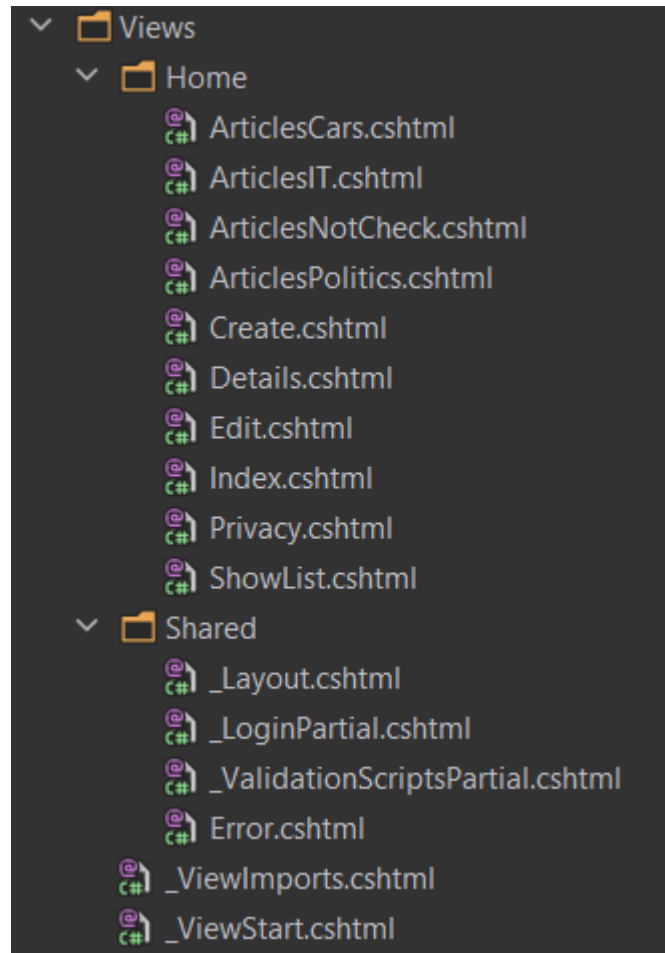 Views
Home
ArticlesCars.cshtml
ArticlesIT.cshtml
ArticlesNotCheck.cshtml
ArticlesPolitics.cshtml
Create.cshtml
Details.cshtml
Edit.cshtml
Index.cshtml
Privacy.cshtml
ShowList.cshtml
Shared
_Layout.cshtml
_LoginPartial.cshtml
_ValidationScriptsPartial.cshtml
Error.cshtml
_ViewImports.cshtml
_ViewStart.cshtml